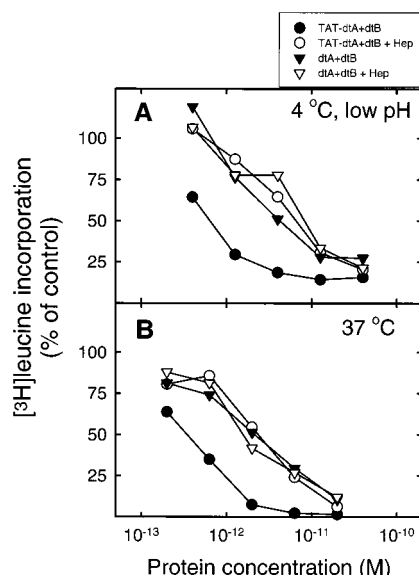 TAT-dtA+dtB
TAT-dtA+dtB + Hep
dtA+dtB
dtA+dtB + Hep
A
4 °C, low pH
100
75
50
25
[³H]leucine incorporation
(% of control)
B
37 °C
100
75
50
25
10⁻¹³
10⁻¹²
10⁻¹¹
10⁻¹⁰
Protein concentration (M)